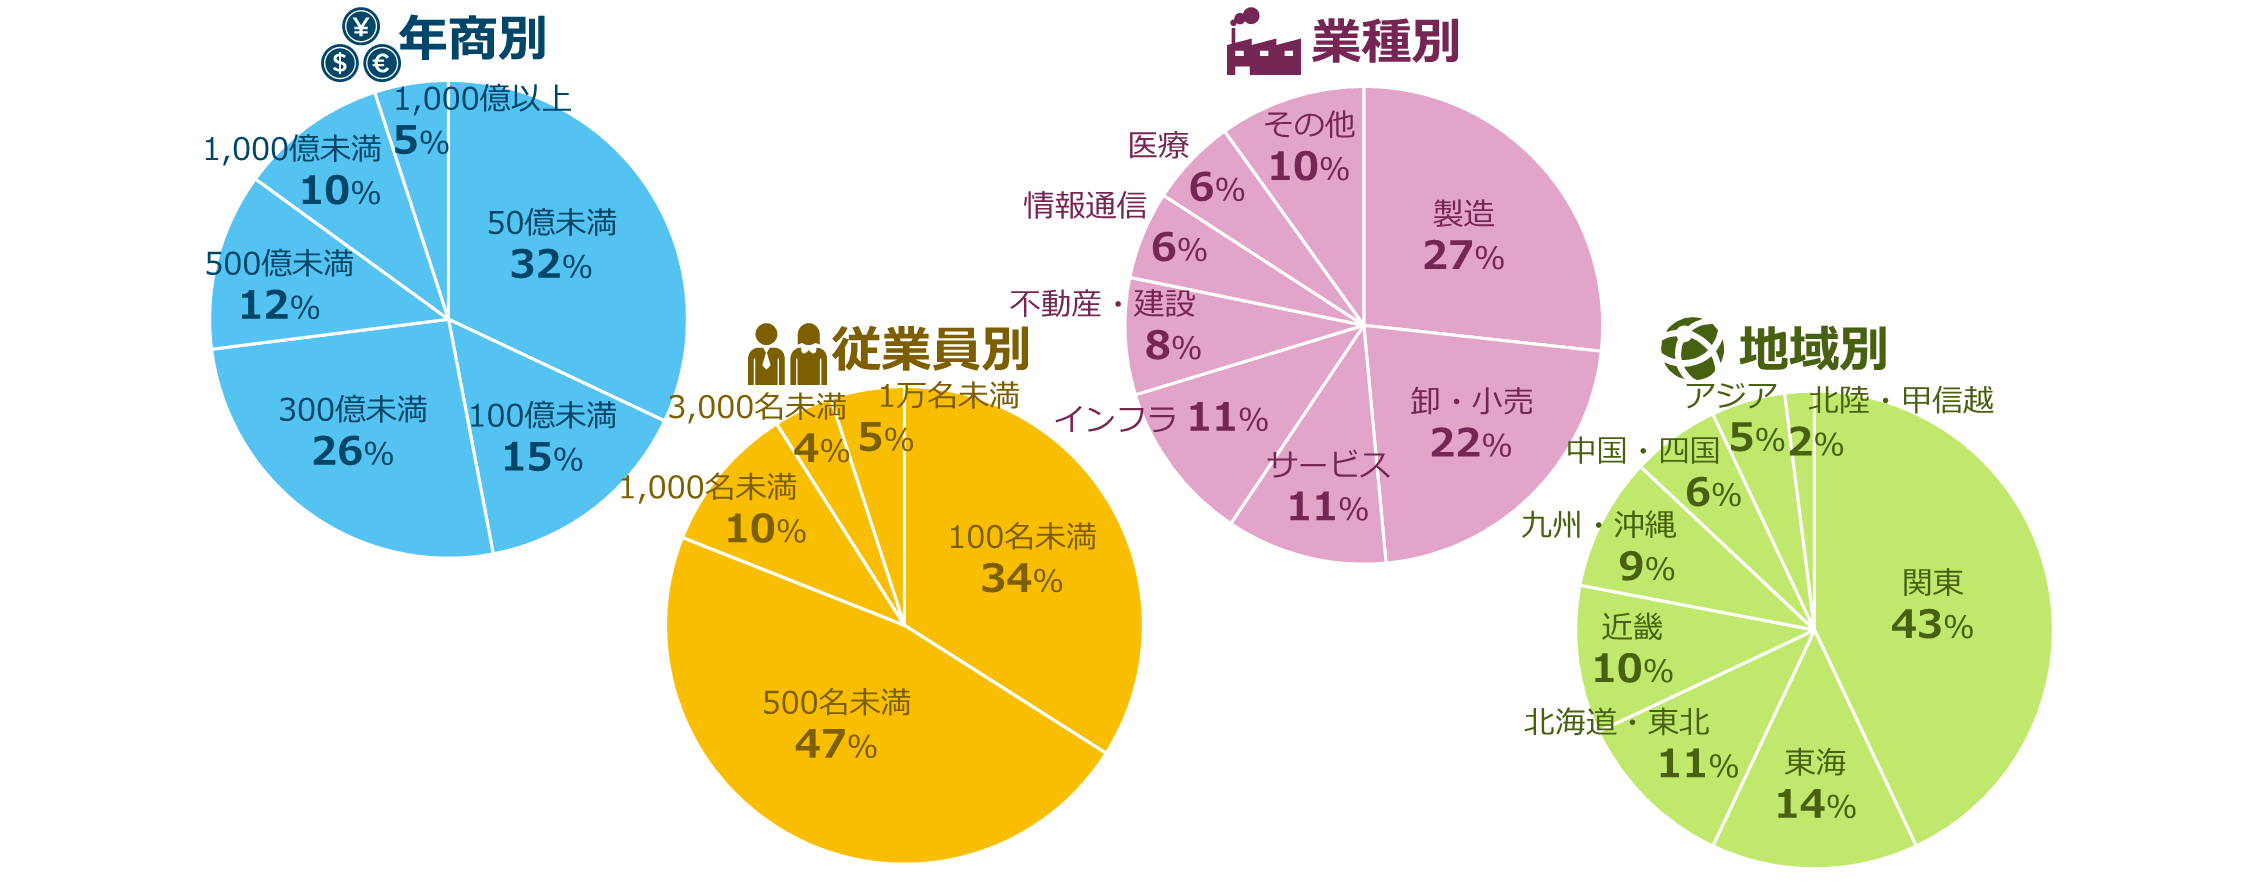 年商別
50億未満
32%
100億未満
15%
300億未満
26%
500億未満
12%
1,000億未満
10%
1,000億以上
5%
従業員別
100名未満
34%
500名未満
47%
1,000名未満
10%
3,000名未満
4%
1万名未満
5%
業種別
製造
27%
卸・小売
22%
サービス
11%
インフラ 11%
不動産・建設
8%
情報通信
6%
医療
6%
その他
10%
地域別
関東
43%
東海
14%
北海道・東北
11%
近畿
10%
九州・沖縄
9%
中国・四国
6%
アジア
5%
北陸・甲信越
2%
¥
$
€